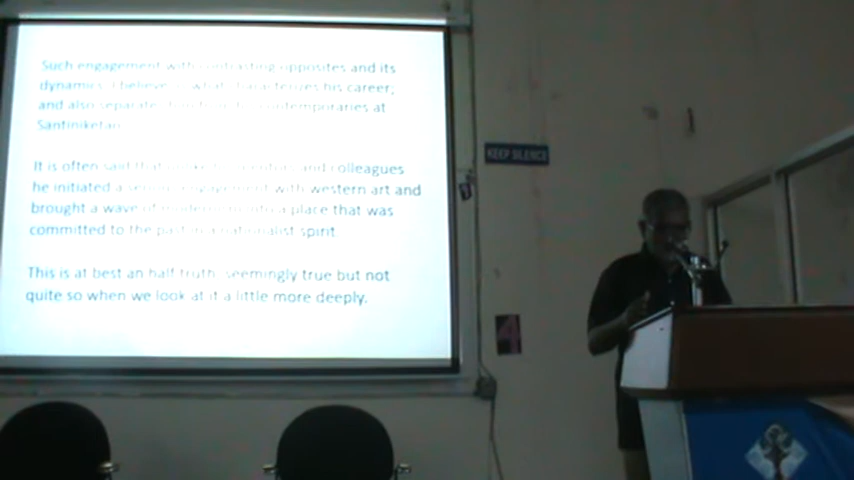 Such engagement with contrasting opposites and its
dynamics, I believe is what characterizes his career;
and also separates him from his contemporaries at
Santiniketan.
It is often said that unlike his and colleagues
he initiated a serious engagement with western art and
brought a wave of modernism into a place that was
committed to the past in a nationalist spirit.
This is at best an half truth, seemingly true but not
quite so when we look at it a little more deeply.
KEEP SILENCE
4